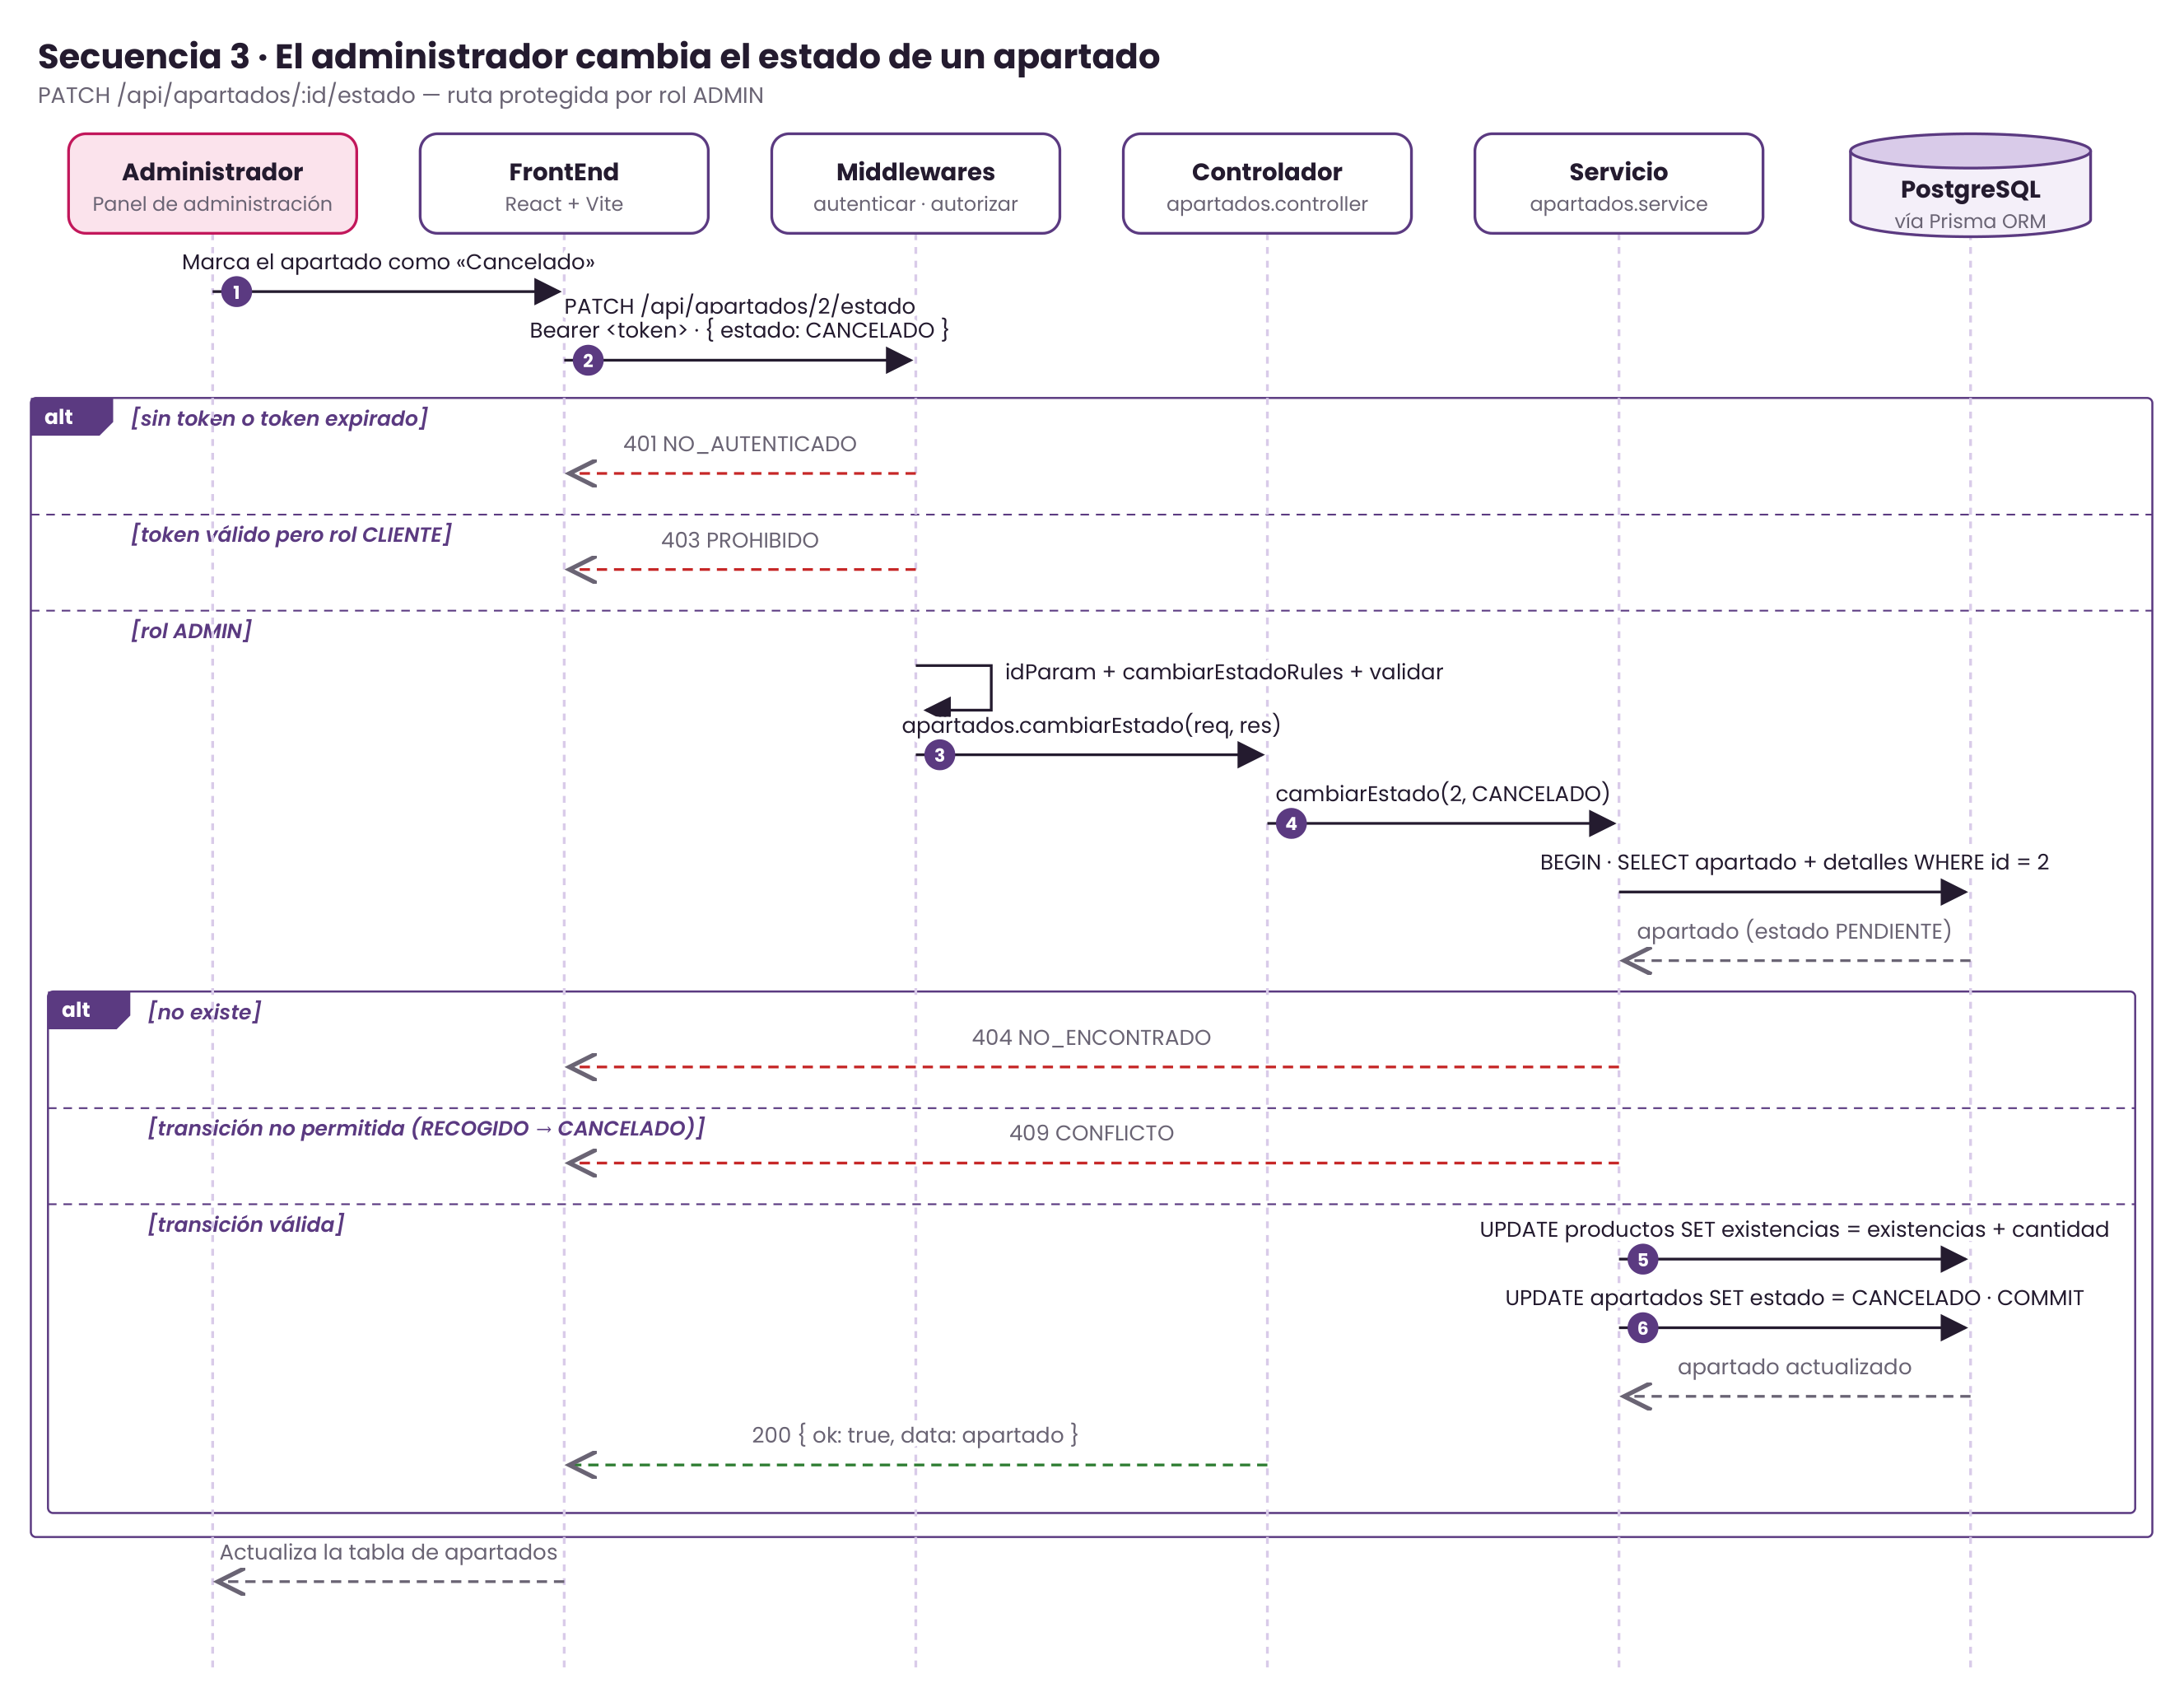 Secuencia 3 · El administrador cambia el estado de un apartado
PATCH /api/apartados/:id/estado — ruta protegida por rol ADMIN
Administrador
Panel de administración
FrontEnd
React + Vite
Middlewares
autenticar · autorizar
Controlador
apartados.controller
Servicio
apartados.service
PostgreSQL
vía Prisma ORM
Marca el apartado como «Cancelado»
1
PATCH /api/apartados/2/estado
Bearer <token> · { estado: CANCELADO }
2
alt
[sin token o token expirado]
401 NO_AUTENTICADO
[token válido pero rol CLIENTE]
403 PROHIBIDO
[rol ADMIN]
idParam + cambiarEstadoRules + validar
apartados.cambiarEstado(req, res)
3
cambiarEstado(2, CANCELADO)
4
BEGIN · SELECT apartado + detalles WHERE id = 2
apartado (estado PENDIENTE)
alt
[no existe]
404 NO_ENCONTRADO
[transición no permitida (RECOGIDO → CANCELADO)]
409 CONFLICTO
[transición válida]
UPDATE productos SET existencias = existencias + cantidad
5
UPDATE apartados SET estado = CANCELADO · COMMIT
6
apartado actualizado
200 { ok: true, data: apartado }
Actualiza la tabla de apartados